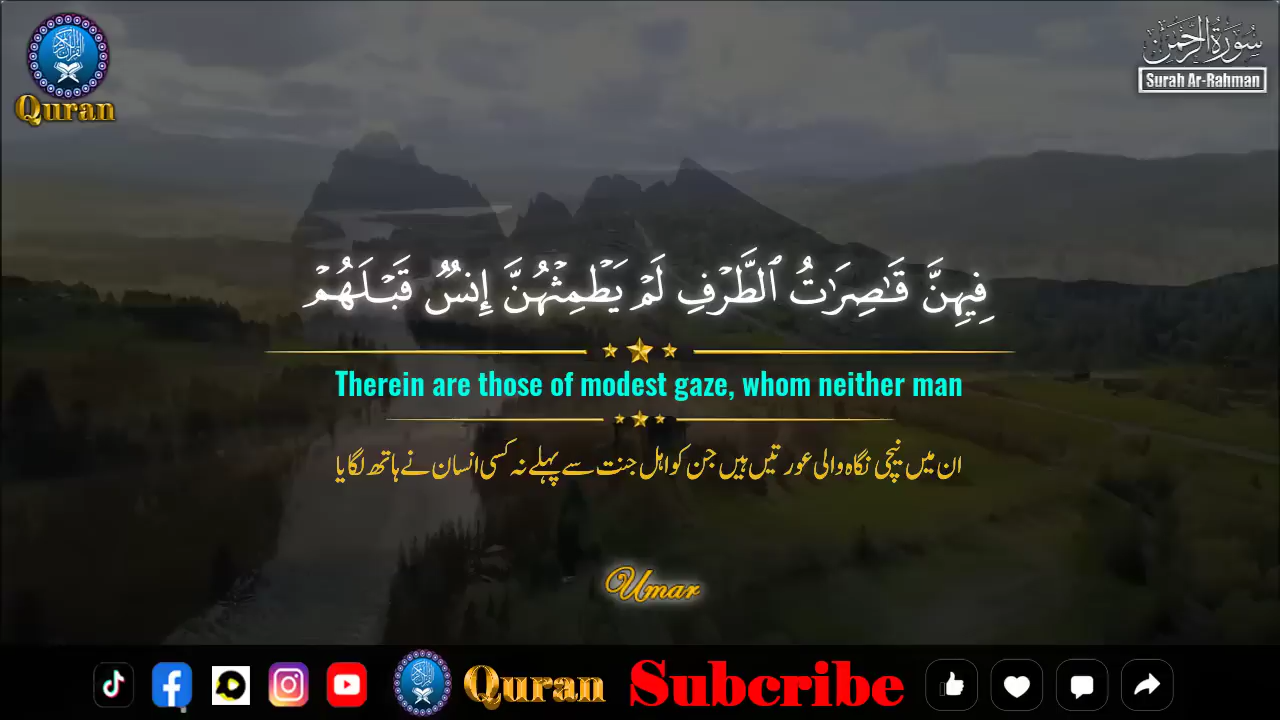 Quran
سُورَةُ الرَّحْمَٰن
Surah Ar-Rahman
فِيهِنَّ قَـٰصِرَٰتُ ٱلطَّرْفِ لَمْ يَطْمِثْهُنَّ إِنسٌۭ قَبْلَهُمْ
Therein are those of modest gaze, whom neither man
ان میں نیچی نگاہ والی عورتیں ہیں جن کو اہل جنت سے پہلے نہ کسی انسان نے ہاتھ لگایا
Umar
Quran Subcribe